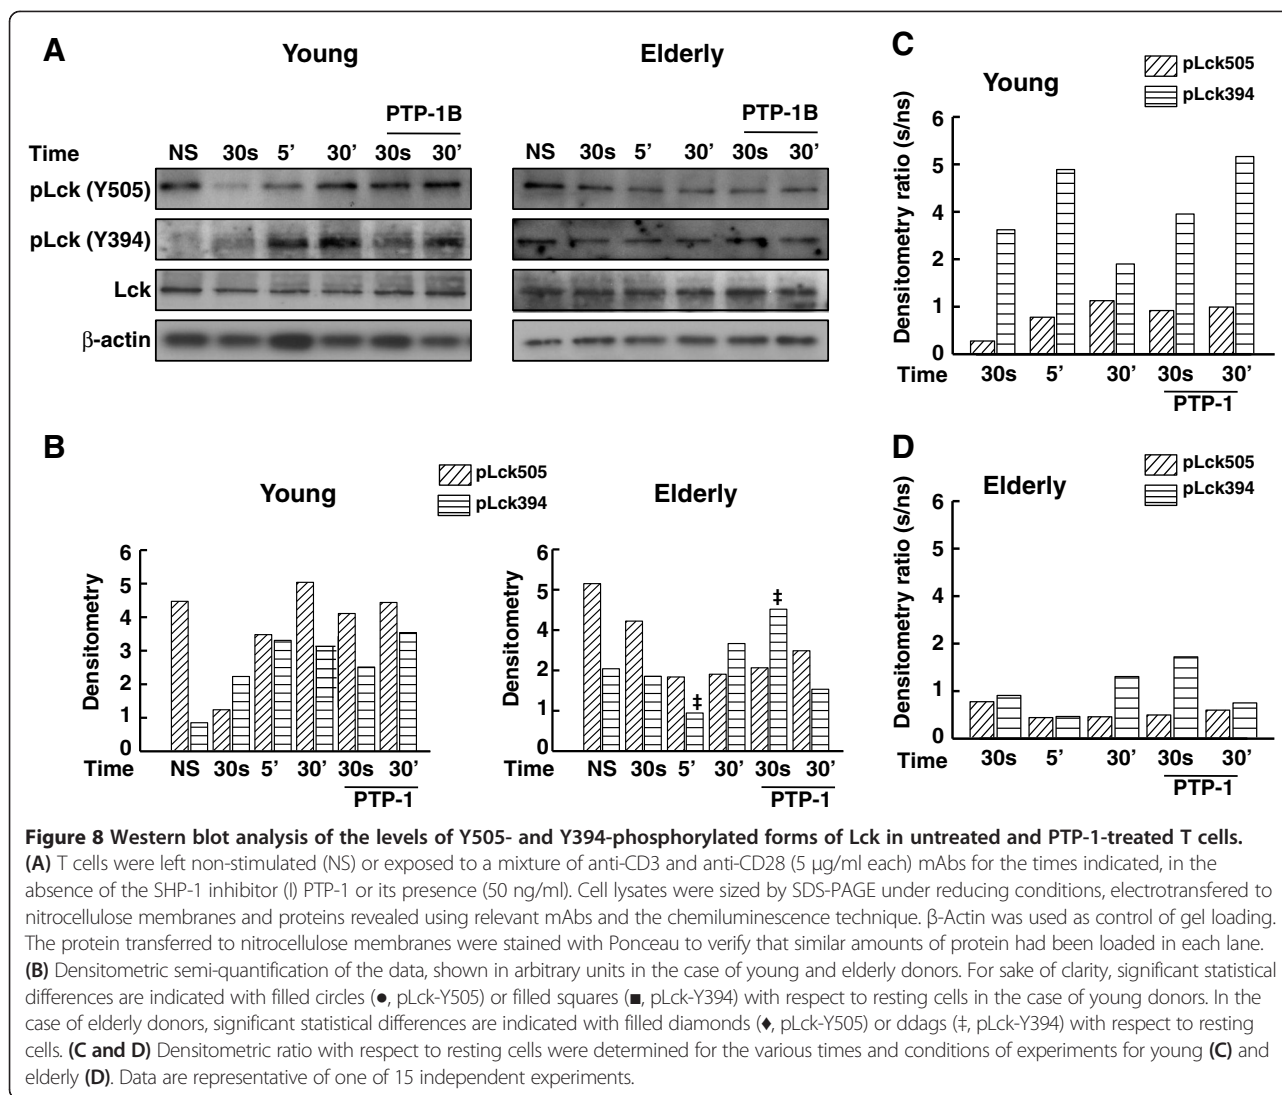 A
Young
Elderly
PTP-1B
PTP-1B
Time NS 30s 5’ 30’ 30s 30’ NS 30s 5’ 30’ 30s 30’
pLck (Y505)
pLck (Y394)
Lck
β-actin
B
Young
Elderly
pLck505
pLck394
Densitometry
6
5
4
3
2
1
0
Time NS 30s 5’ 30’ 30s 30’
PTP-1
Densitometry
6
5
4
2
1
0
‡
‡
Time NS 30s 5’ 30’ 30s 30’
PTP-1
C
Young
pLck505
pLck394
Densitometry ratio (s/ns)
6
5
4
2
1
0
Time 30s 5’ 30’ 30s 30’
PTP-1
D
Elderly
pLck505
pLck394
Densitometry ratio (s/ns)
6
5
4
2
1
0
Time 30s 5’ 30’ 30s 30’
PTP-1
Figure 8 Western blot analysis of the levels of Y505- and Y394-phosphorylated forms of Lck in untreated and PTP-1-treated T cells.
(A) T cells were left non-stimulated (NS) or exposed to a mixture of anti-CD3 and anti-CD28 (5 μg/ml each) mAbs for the times indicated, in the
absence of the SHP-1 inhibitor (I) PTP-1 or its presence (50 ng/ml). Cell lysates were sized by SDS-PAGE under reducing conditions, electrotransfered to
nitrocellulose membranes and proteins revealed using relevant mAbs and the chemiluminescence technique. β-Actin was used as control of gel loading.
The protein transferred to nitrocellulose membranes were stained with Ponceau to verify that similar amounts of protein had been loaded in each lane.
(B) Densitometric semi-quantification of the data, shown in arbitrary units in the case of young and elderly donors. For sake of clarity, significant statistical
differences are indicated with filled circles (●, pLck-Y505) or filled squares (■, pLck-Y394) with respect to resting cells in the case of young donors. In the
case of elderly donors, significant statistical differences are indicated with filled diamonds (♦, pLck-Y505) or ddags (‡, pLck-Y394) with respect to resting
cells. (C and D) Densitometric ratio with respect to resting cells were determined for the various times and conditions of experiments for young (C) and
elderly (D). Data are representative of one of 15 independent experiments.